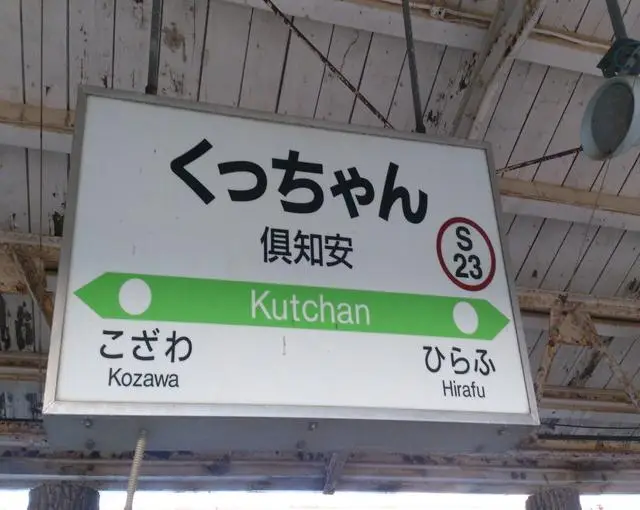 くっちゃん
倶知安
S
23
Kutchan
こざわ
Kozawa
ひらふ
Hirafu